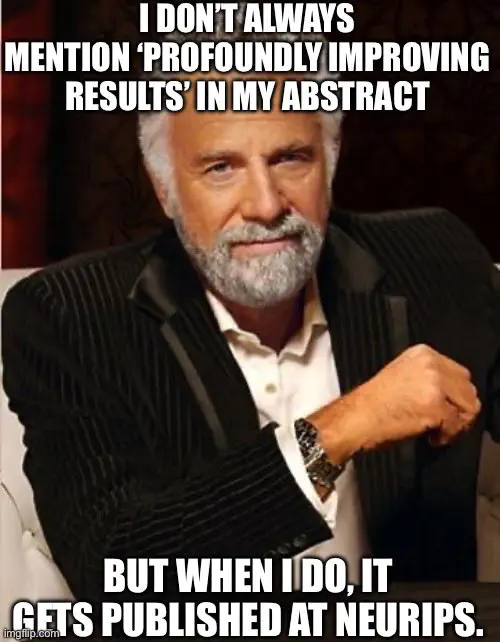 I DON'T ALWAYS
MENTION 'PROFOUNDLY IMPROVING
RESULTS' IN MY ABSTRACT
BUT WHEN I DO, IT
GETS PUBLISHED AT NEURIPS.
imgflip.com